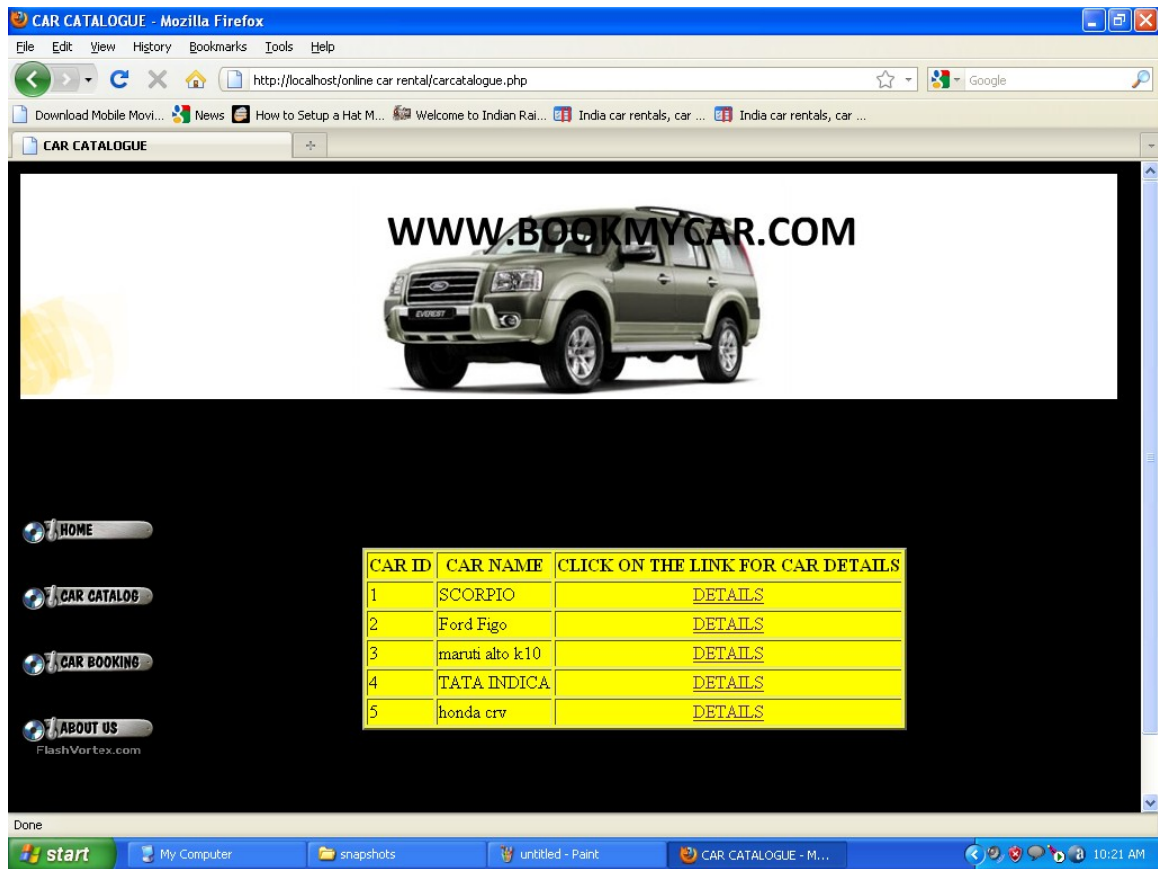 CAR CATALOGUE - Mozilla Firefox
File Edit View History Bookmarks Tools Help
http://localhost/online car rental/carcatalogue.php
Google
Download Mobile Movi... News How to Setup a Hat M... Welcome to Indian Rai... India car rentals, car ... India car rentals, car ...
CAR CATALOGUE
WWW.BOOKMYCAR.COM
EVEREST
HOME
CAR CATALOG
CAR BOOKING
ABOUT US
FlashVortex.com
CAR ID CAR NAME CLICK ON THE LINK FOR CAR DETAILS
1 SCORPIO DETAILS
2 Ford Figo DETAILS
3 maruti alto k10 DETAILS
4 TATA INDICA DETAILS
5 honda crv DETAILS
Done
start My Computer snapshots untitled - Paint CAR CATALOGUE - M... 10:21 AM